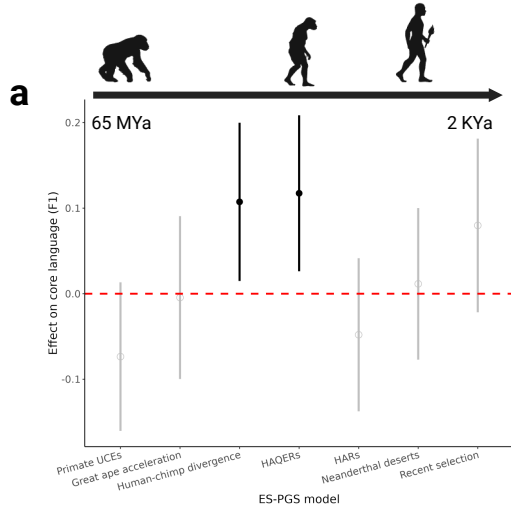 a
65 MYa
2 KYa
Effect on core language (F1)
0.2
0.1
0.0
-0.1
Primate UCEs
Great ape acceleration
Human-chimp divergence
HAQERs
HARs
Neanderthal deserts
Recent selection
ES-PGS model